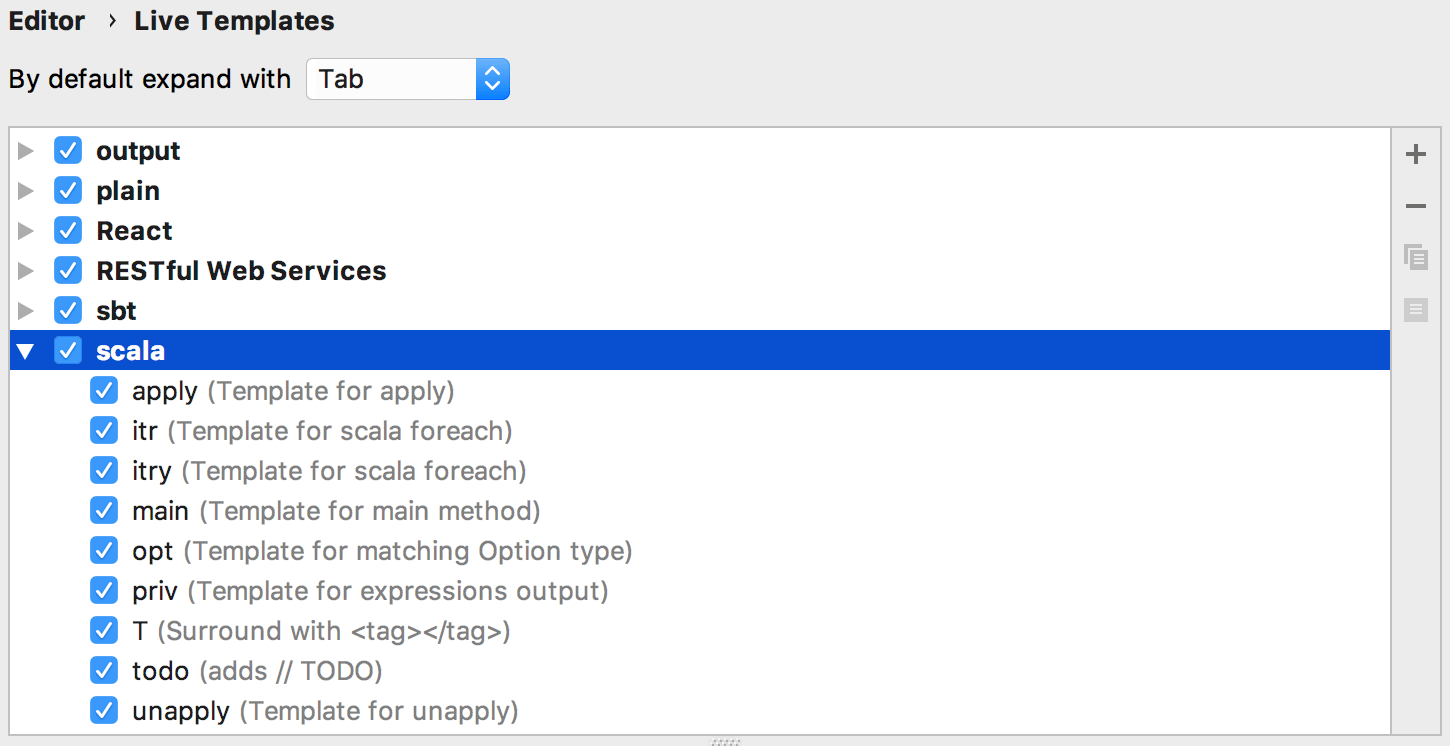 Editor › Live Templates
By default expand with Tab
output
plain
React
RESTful Web Services
sbt
scala
apply (Template for apply)
itr (Template for scala foreach)
itry (Template for scala foreach)
main (Template for main method)
opt (Template for matching Option type)
priv (Template for expressions output)
T (Surround with <tag></tag>)
todo (adds // TODO)
unapply (Template for unapply)